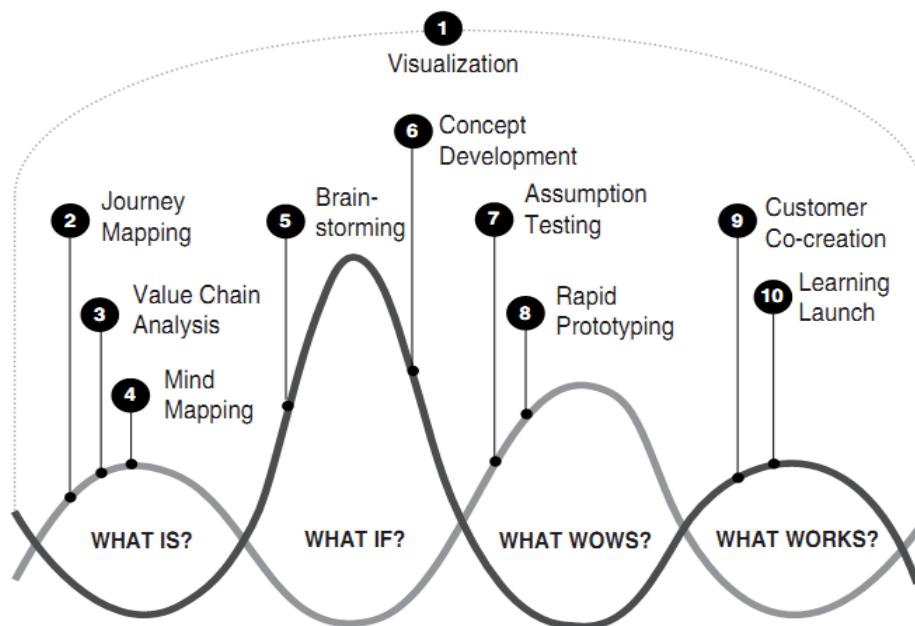 1
Visualization
2 Journey
Mapping
3 Value Chain
Analysis
4 Mind
Mapping
5 Brain-
storming
6 Concept
Development
7 Assumption
Testing
8 Rapid
Prototyping
9 Customer
Co-creation
10 Learning
Launch
WHAT IS?
WHAT IF?
WHAT WOWS?
WHAT WORKS?